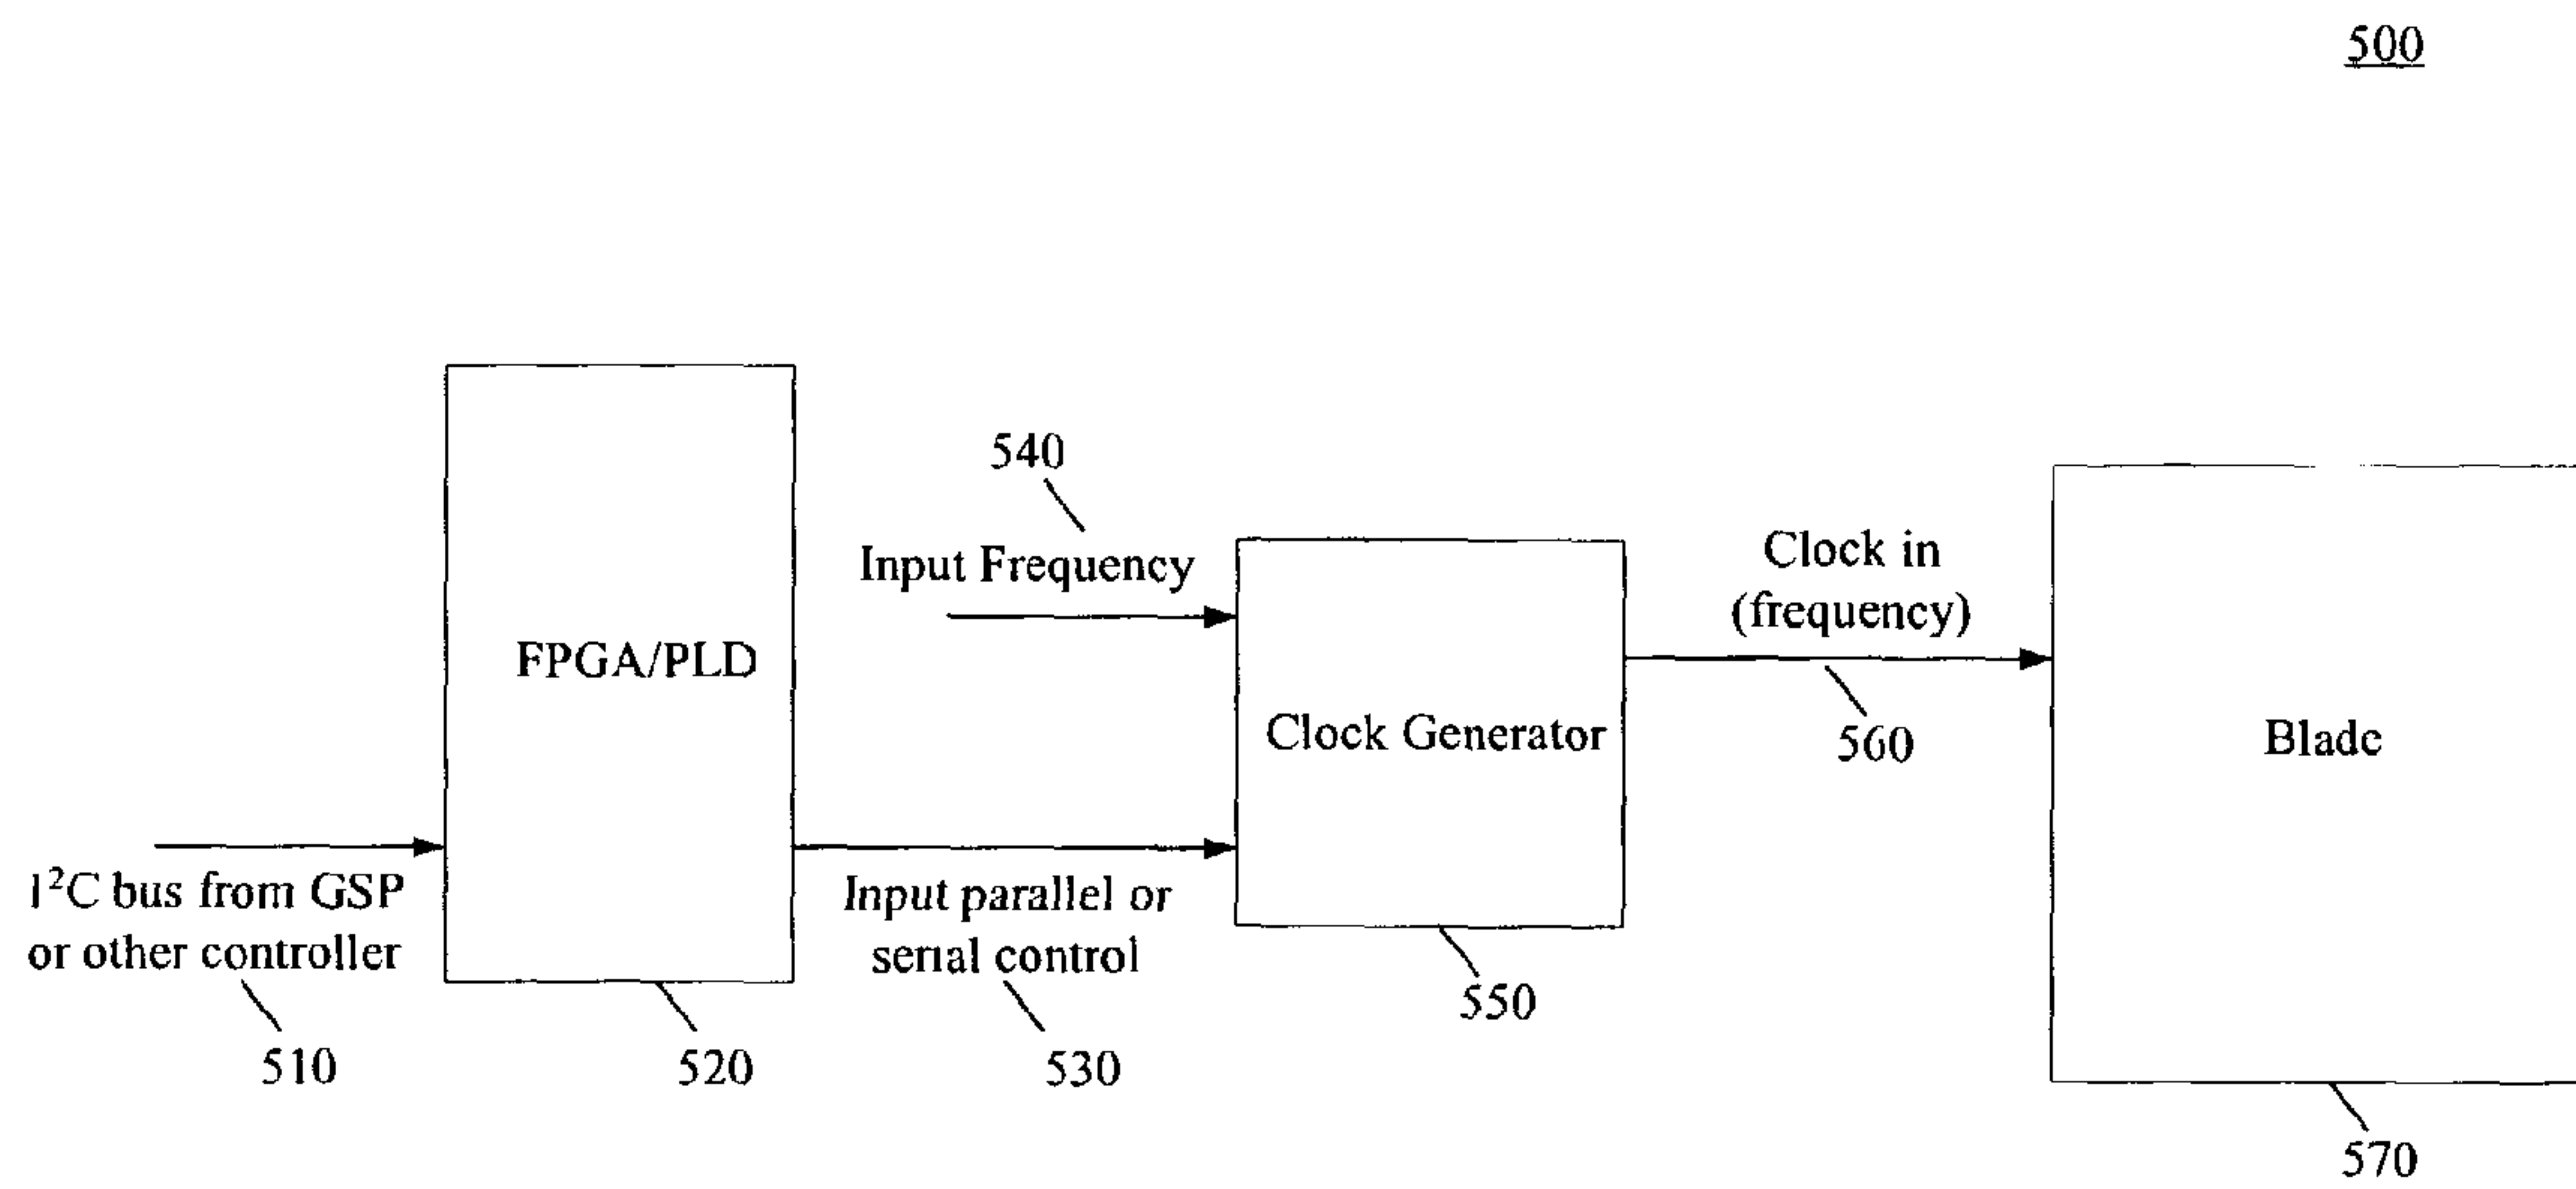 500
540
Input Frequency
Clock in
(frequency)
FPGA/PLD
Clock Generator
560
Blade
I²C bus from GSP
or other controller
Input parallel or
serial control
550
510
520
530
570